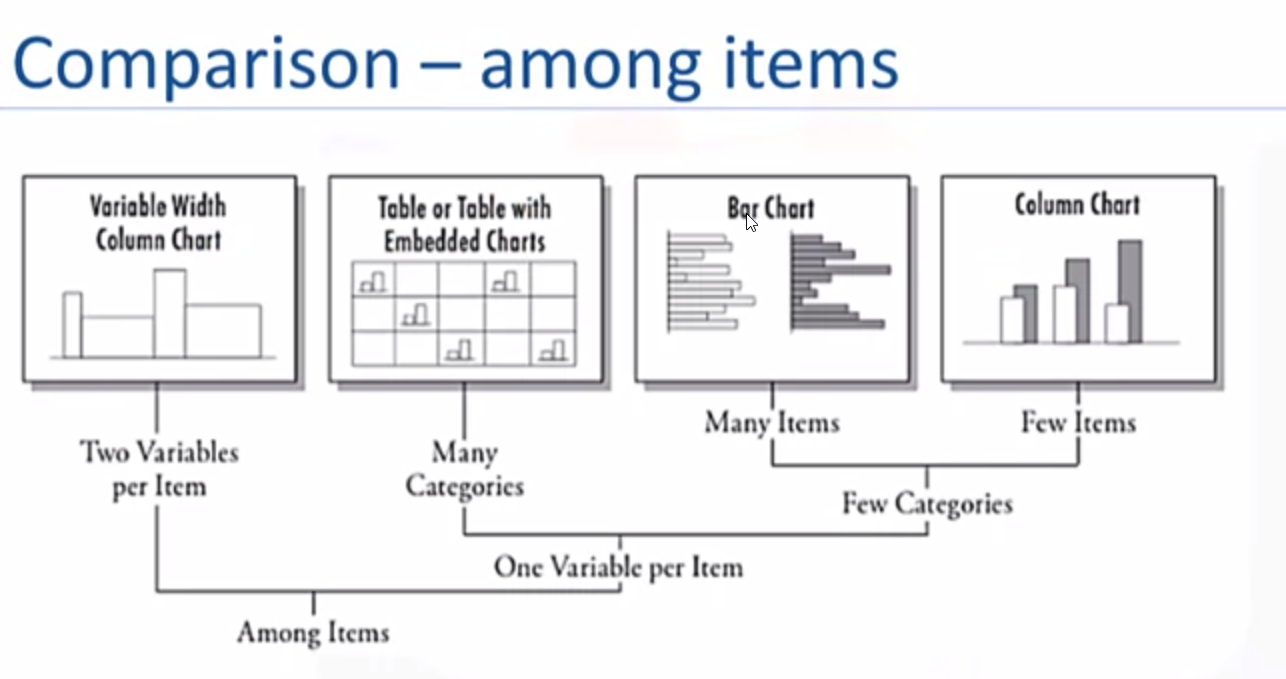 Comparison – among items
Variable Width
Column Chart
Table or Table with
Embedded Charts
Bar Chart
Column Chart
Two Variables
per Item
Many
Categories
Many Items
Few Items
Few Categories
One Variable per Item
Among Items